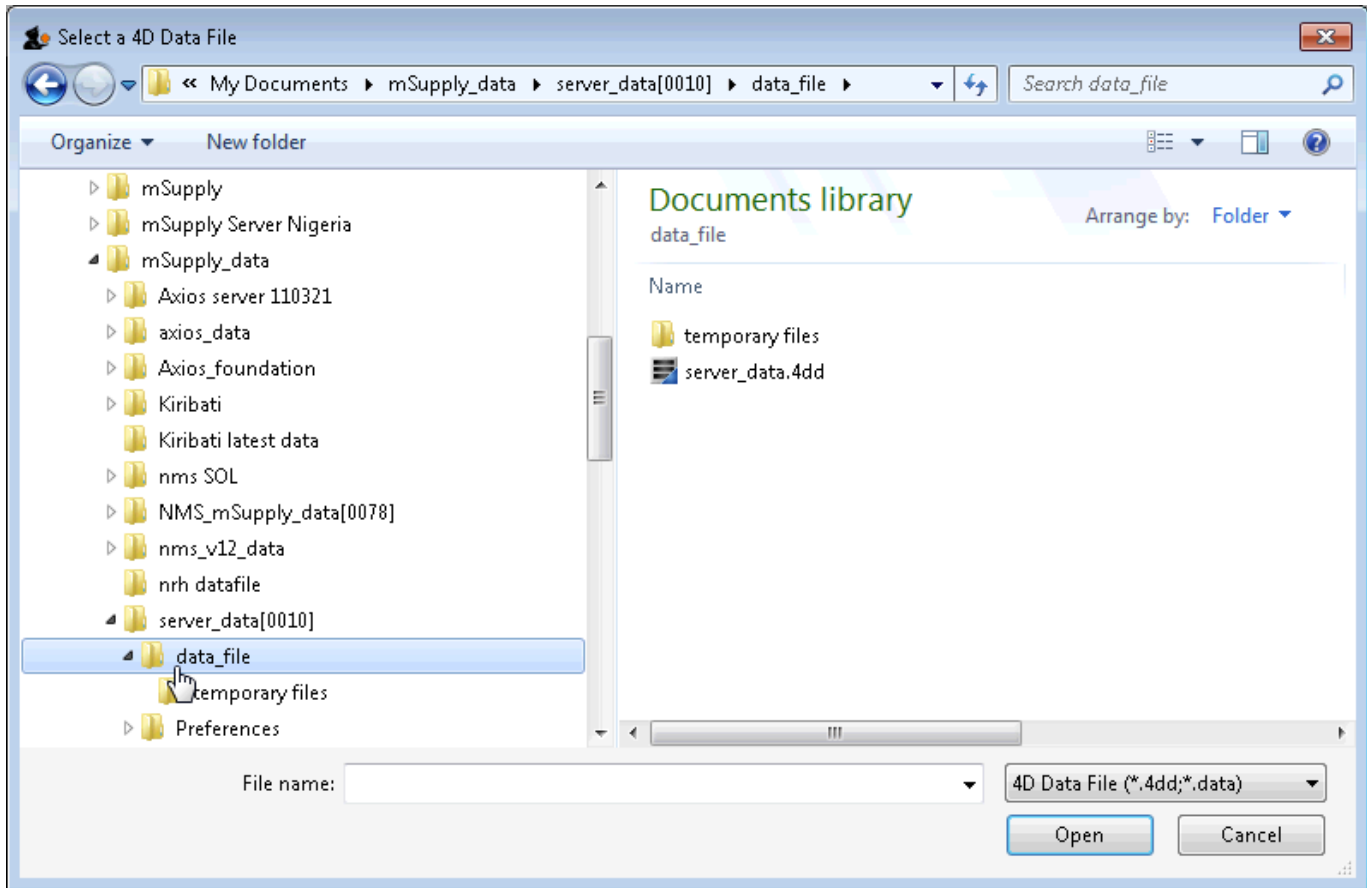 Select a 4D Data File
« My Documents mSupply_data server_data[0010] data_file Search data_file
Organize New folder
mSupply
mSupply Server Nigeria
mSupply_data
Axios server 110321
axios_data
Axios_foundation
Kiribati
Kiribati latest data
nms SOL
NMS_mSupply_data[0078]
nms_v12_data
nrh datafile
server_data[0010]
data_file
temporary files
Preferences
Documents library
data_file
Arrange by: Folder
Name
temporary files
server_data.4dd
File name: 4D Data File (*.4dd;*.data)
Open Cancel